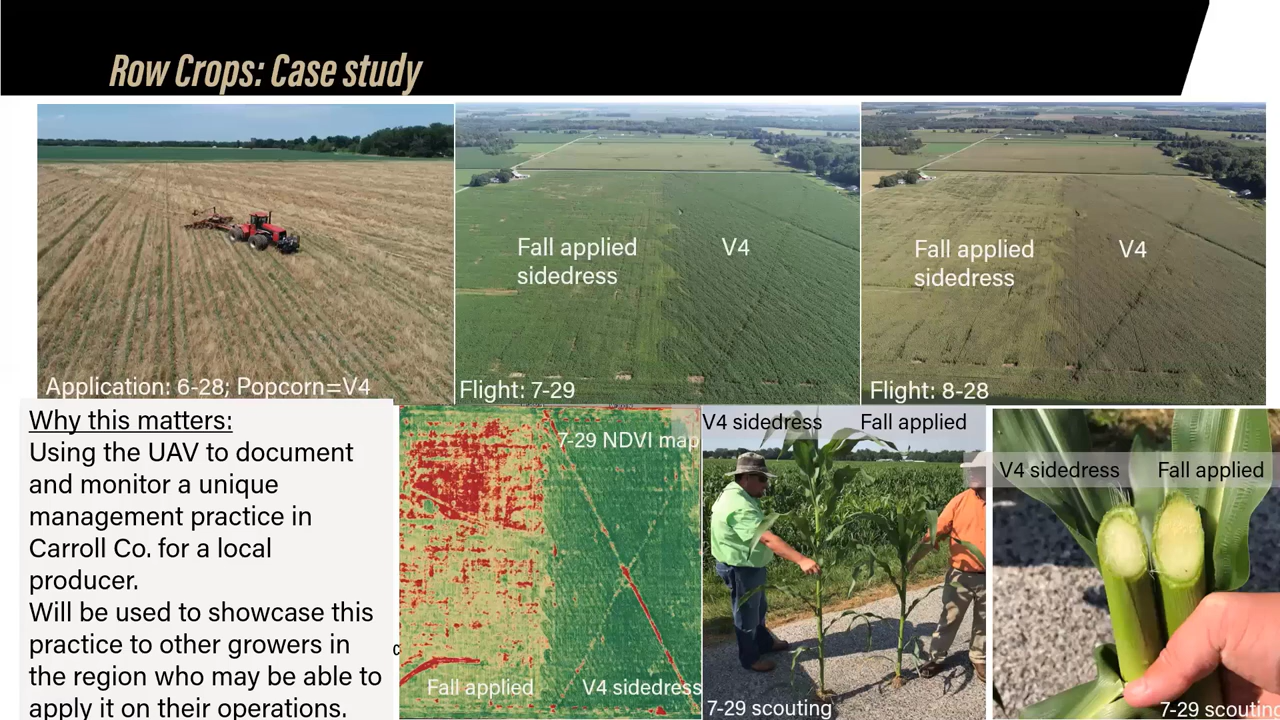 Row Crops: Case study
Application: 6-28; Popcorn=V4
Fall applied
sidedress
V4
Flight: 7-29
Fall applied
sidedress
V4
Flight: 8-28
Why this matters:
Using the UAV to document
and monitor a unique
management practice in
Carroll Co. for a local
producer.
Will be used to showcase this
practice to other growers in
the region who may be able to
apply it on their operations.
7-29 NDVI map
Fall applied
V4 sidedress
V4 sidedress
Fall applied
7-29 scouting
V4 sidedress
Fall applied
7-29 scouting